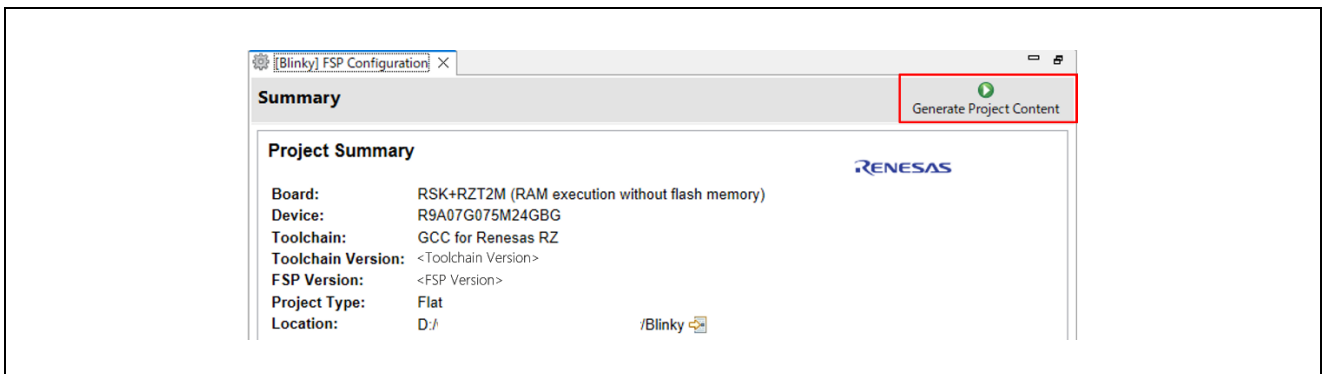 [Blinky] FSP Configuration
Summary
Generate Project Content
Project Summary
RENESAS
Board: RSK+RZT2M (RAM execution without flash memory)
Device: R9A07G075M24GBG
Toolchain: GCC for Renesas RZ
Toolchain Version: <Toolchain Version>
FSP Version: <FSP Version>
Project Type: Flat
Location: D:/ /Blinky